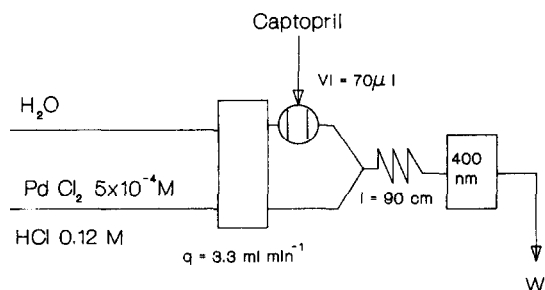 Captopril
VI = 70μ l
H₂O
Pd Cl₂ 5x10⁻⁴M
HCl 0.12 M
q = 3.3 ml min⁻¹
l = 90 cm
400
nm
W